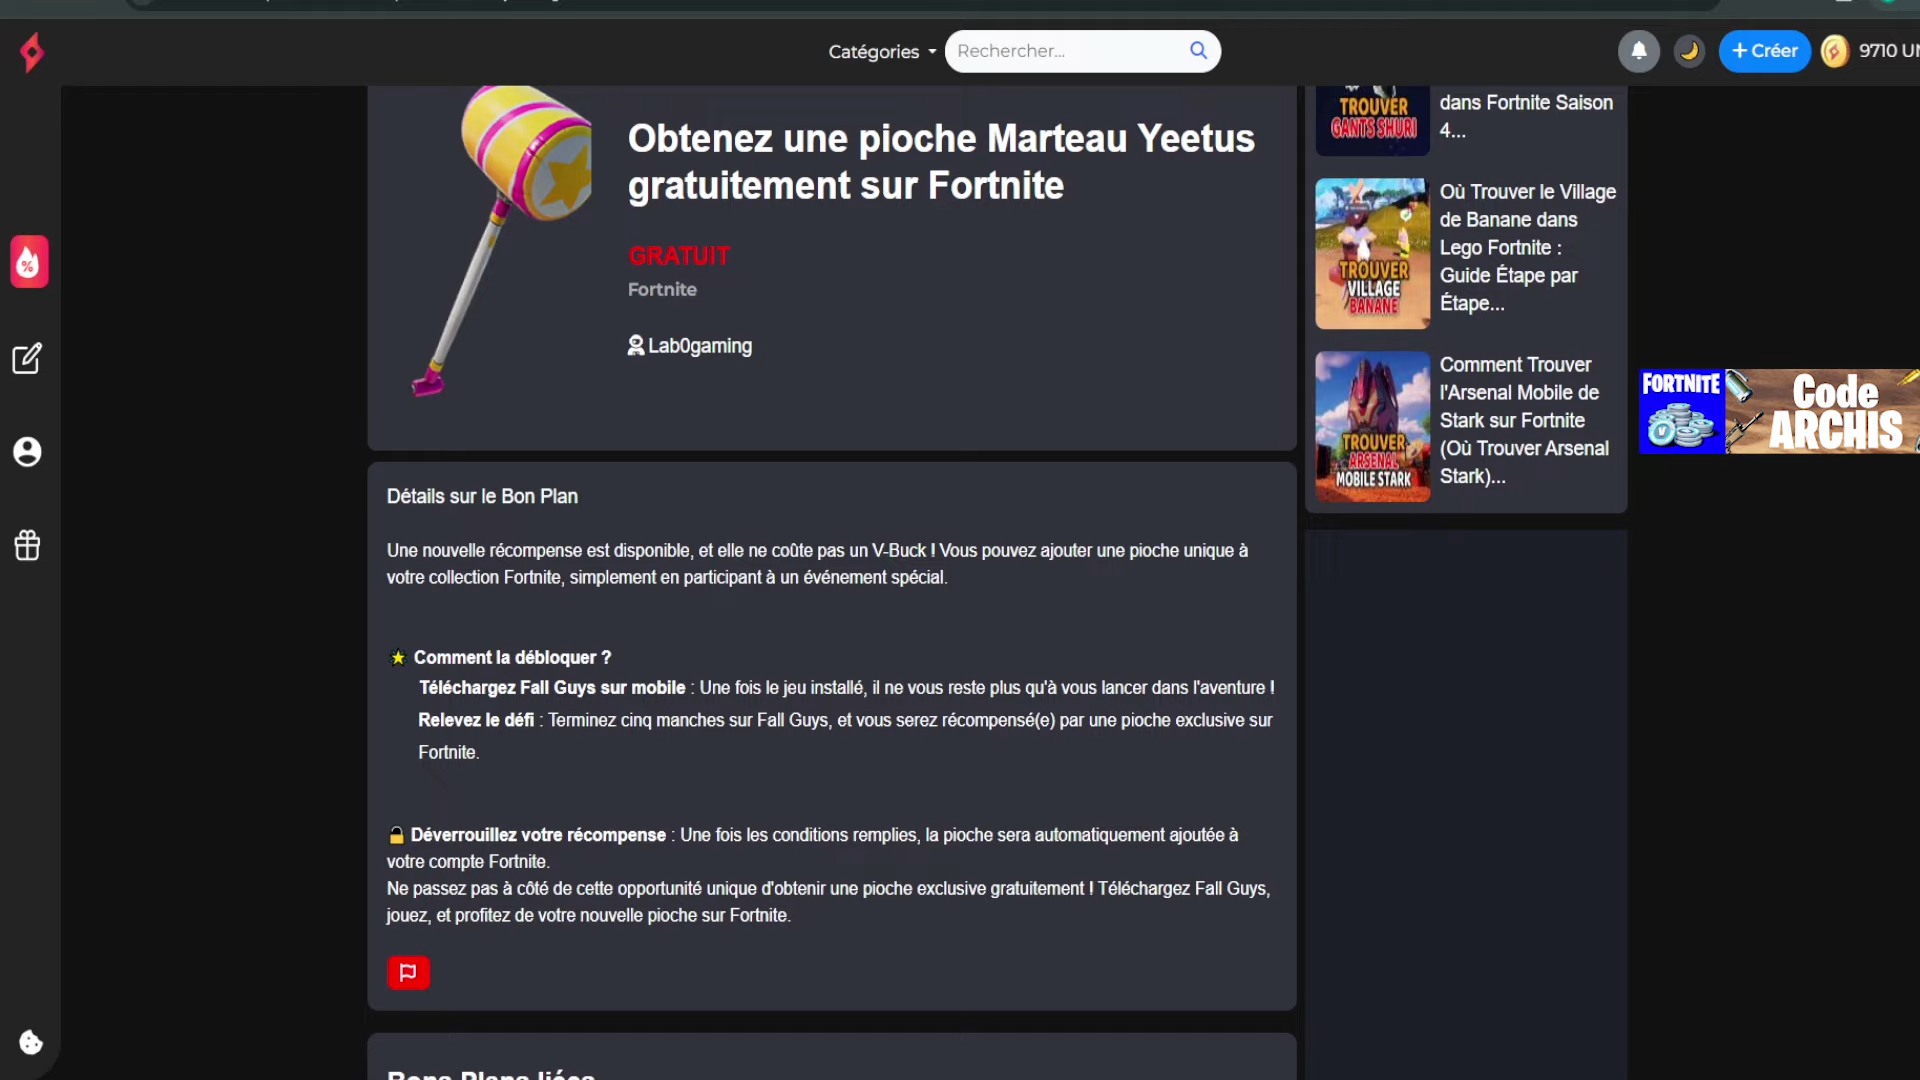 Catégories
Rechercher...
+ Créer
9710 UN
Obtenez une pioche Marteau Yeetus
gratuitement sur Fortnite
GRATUIT
Fortnite
Lab0gaming
Détails sur le Bon Plan
Une nouvelle récompense est disponible, et elle ne coûte pas un V-Buck ! Vous pouvez ajouter une pioche unique à
votre collection Fortnite, simplement en participant à un événement spécial.
Comment la débloquer ?
Téléchargez Fall Guys sur mobile : Une fois le jeu installé, il ne vous reste plus qu'à vous lancer dans l'aventure !
Relevez le défi : Terminez cinq manches sur Fall Guys, et vous serez récompensé(e) par une pioche exclusive sur
Fortnite.
Déverrouillez votre récompense : Une fois les conditions remplies, la pioche sera automatiquement ajoutée à
votre compte Fortnite.
Ne passez pas à côté de cette opportunité unique d'obtenir une pioche exclusive gratuitement ! Téléchargez Fall Guys,
jouez, et profitez de votre nouvelle pioche sur Fortnite.
Bons Plans liées
TROUVER
GANTS SHURI
dans Fortnite Saison
4...
TROUVER
VILLAGE
BANANE
Où Trouver le Village
de Banane dans
Lego Fortnite :
Guide Étape par
Étape...
TROUVER
ARSENAL
MOBILE STARK
Comment Trouver
l'Arsenal Mobile de
Stark sur Fortnite
(Où Trouver Arsenal
Stark)...
FORTNITE
Code
ARCHIS